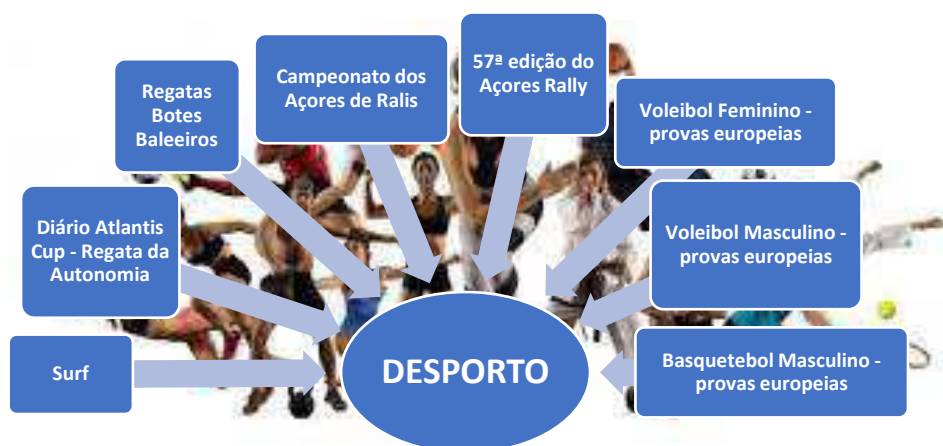 57ª edição do
Açores Rally
Campeonato dos
Açores de Ralis
Regatas
Botes
Baleeiros
Voleibol Feminino -
provas europeias
Diário Atlantis
Cup - Regata da
Autonomia
Voleibol Masculino -
provas europeias
Surf
DESPORTO
Basquetebol Masculino -
provas europeias